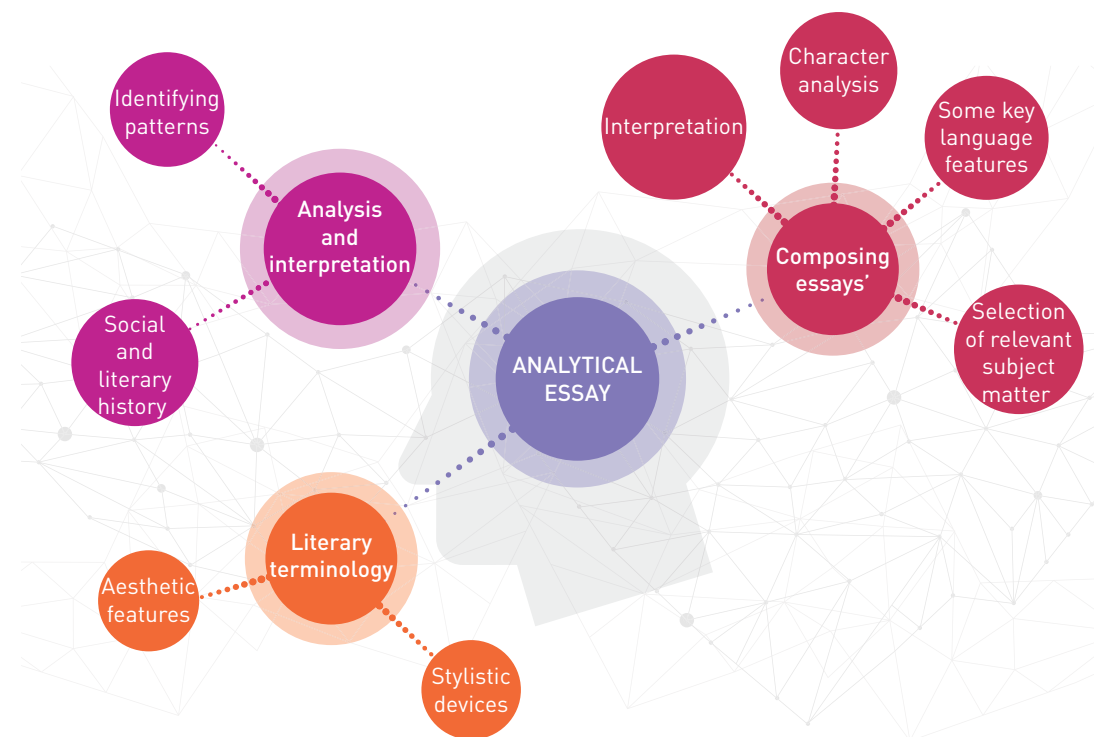 Identifying
patterns
Analysis
and
interpretation
Social
and
literary
history
ANALYTICAL
ESSAY
Interpretation
Character
analysis
Some key
language
features
Composing
essays’
Selection
of relevant
subject
matter
Literary
terminology
Aesthetic
features
Stylistic
devices